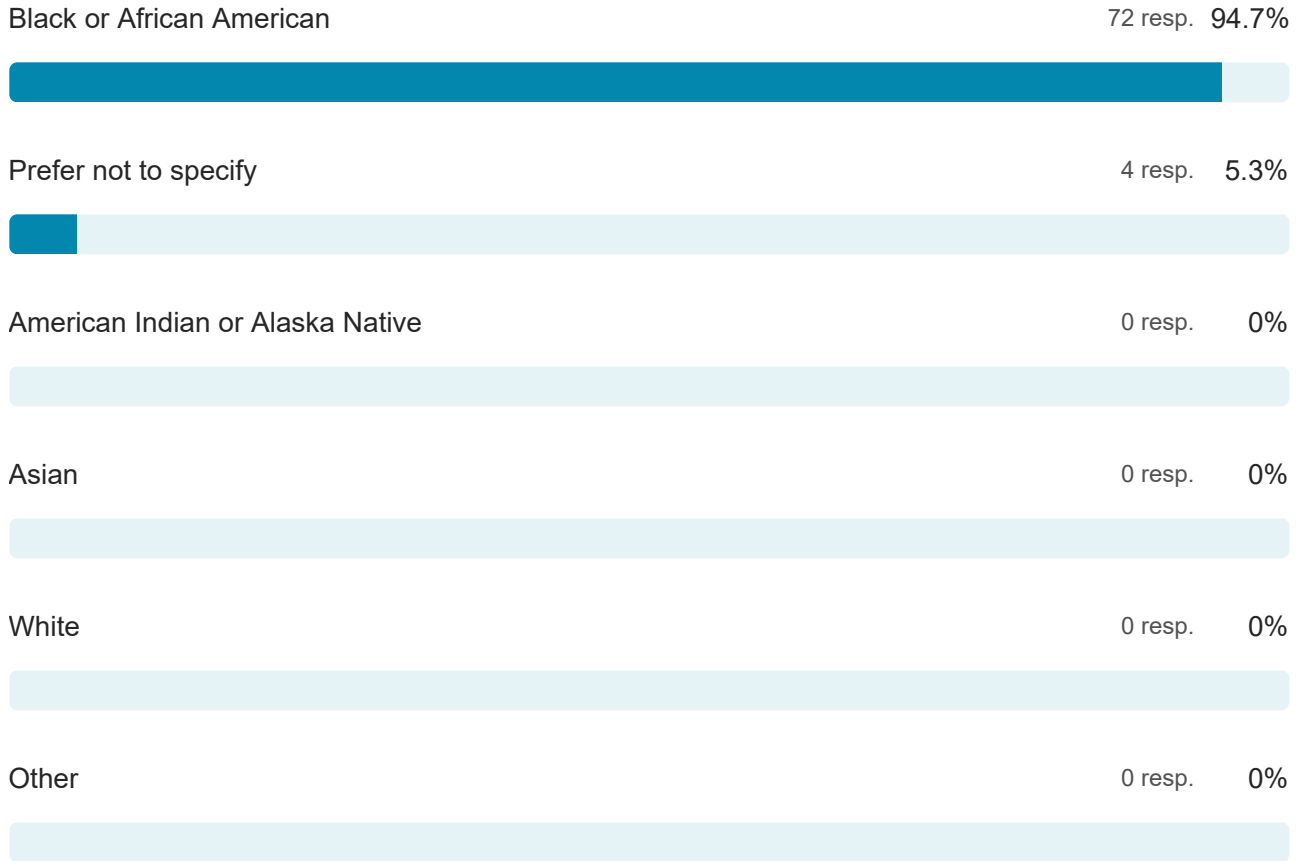 Black or African American 72 resp. 94.7%
Prefer not to specify 4 resp. 5.3%
American Indian or Alaska Native 0 resp. 0%
Asian 0 resp. 0%
White 0 resp. 0%
Other 0 resp. 0%